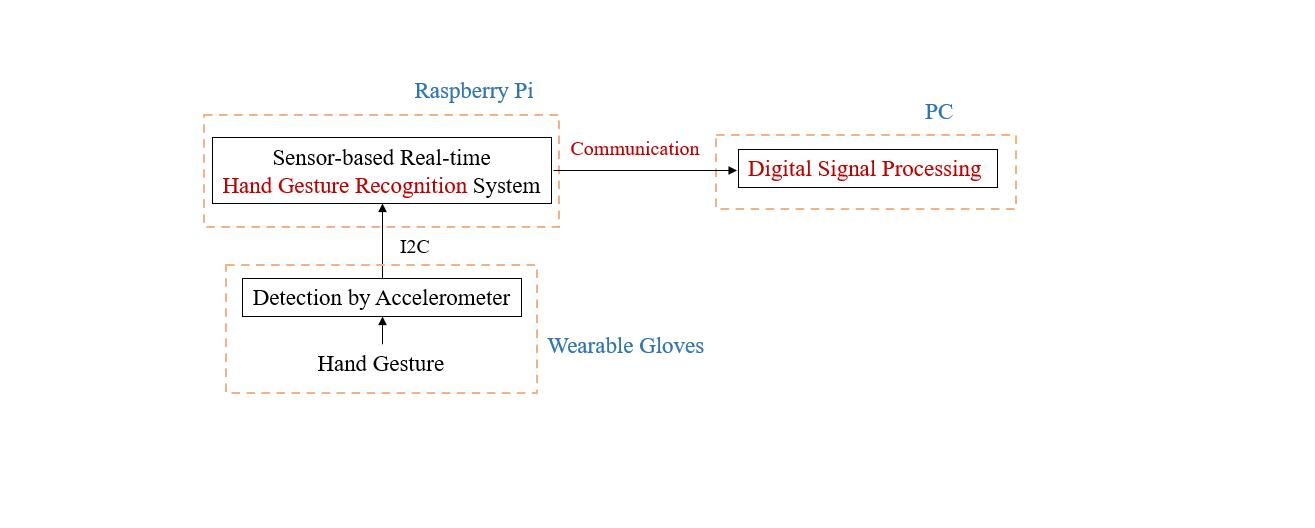 Raspberry Pi
PC
Sensor-based Real-time
Hand Gesture Recognition System
Communication
Digital Signal Processing
I2C
Detection by Accelerometer
Wearable Gloves
Hand Gesture